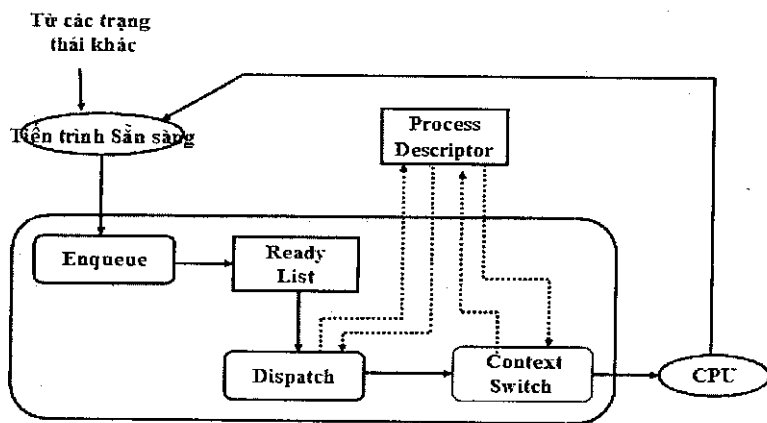 Từ các trạng
thái khác
Tiến trình Sẵn sàng
Process
Descriptor
Enqueue
Ready
List
Dispatch
Context
Switch
CPU